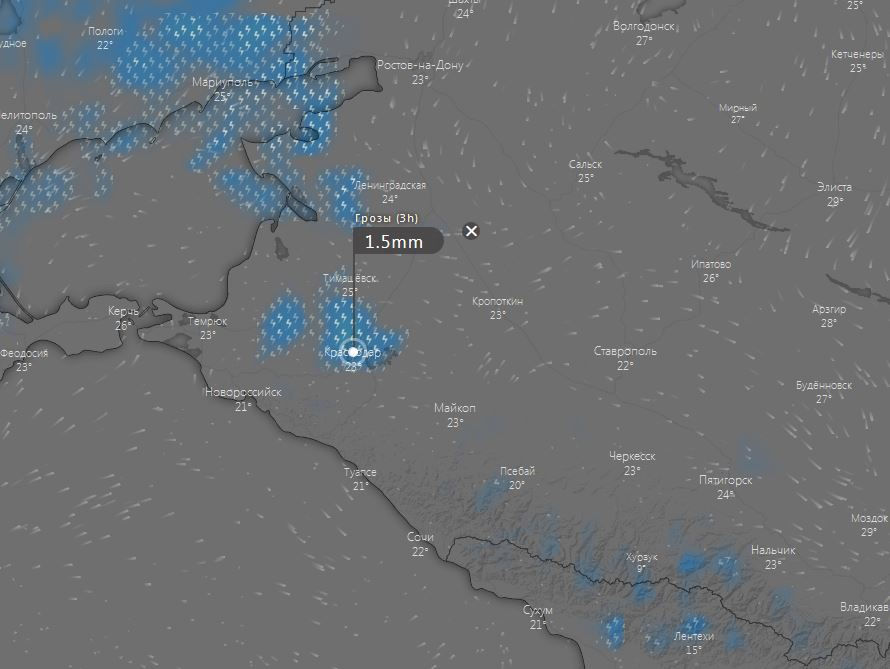 Шахты
24°
25°
Волгодонск
27°
Пологи
22°
удное
Кетченеры
25°
Ростов-на-Дону
23°
Мариуполь
25°
Мирный
27°
елитополь
24°
Сальск
25°
Ленинградская
24°
Элиста
29°
Грозы (3h)
1.5mm
Тимашёвск
25°
Ипатово
26°
Кропоткин
23°
Арзгир
28°
Керчь
26°
Темрюк
23°
Феодосия
23°
Краснодар
23°
Ставрополь
22°
Новороссийск
21°
Будённовск
27°
Майкоп
23°
Туапсе
21°
Псебай
20°
Черкесск
23°
Пятигорск
24°
Моздок
29°
Сочи
22°
Хурзук
9°
Нальчик
23°
Сухум
21°
Владикав
22°
Лентехи
15°